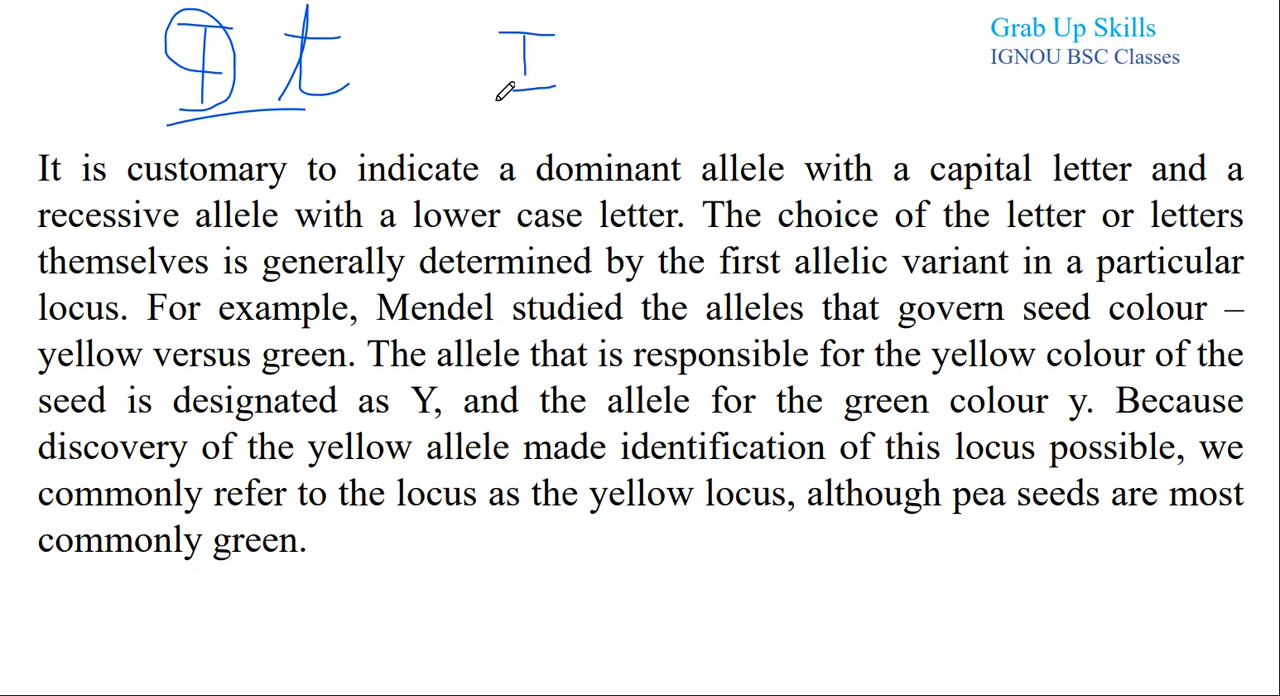 T t I
Grab Up Skills
IGNOU BSC Classes
It is customary to indicate a dominant allele with a capital letter and a
recessive allele with a lower case letter. The choice of the letter or letters
themselves is generally determined by the first allelic variant in a particular
locus. For example, Mendel studied the alleles that govern seed colour –
yellow versus green. The allele that is responsible for the yellow colour of the
seed is designated as Y, and the allele for the green colour y. Because
discovery of the yellow allele made identification of this locus possible, we
commonly refer to the locus as the yellow locus, although pea seeds are most
commonly green.